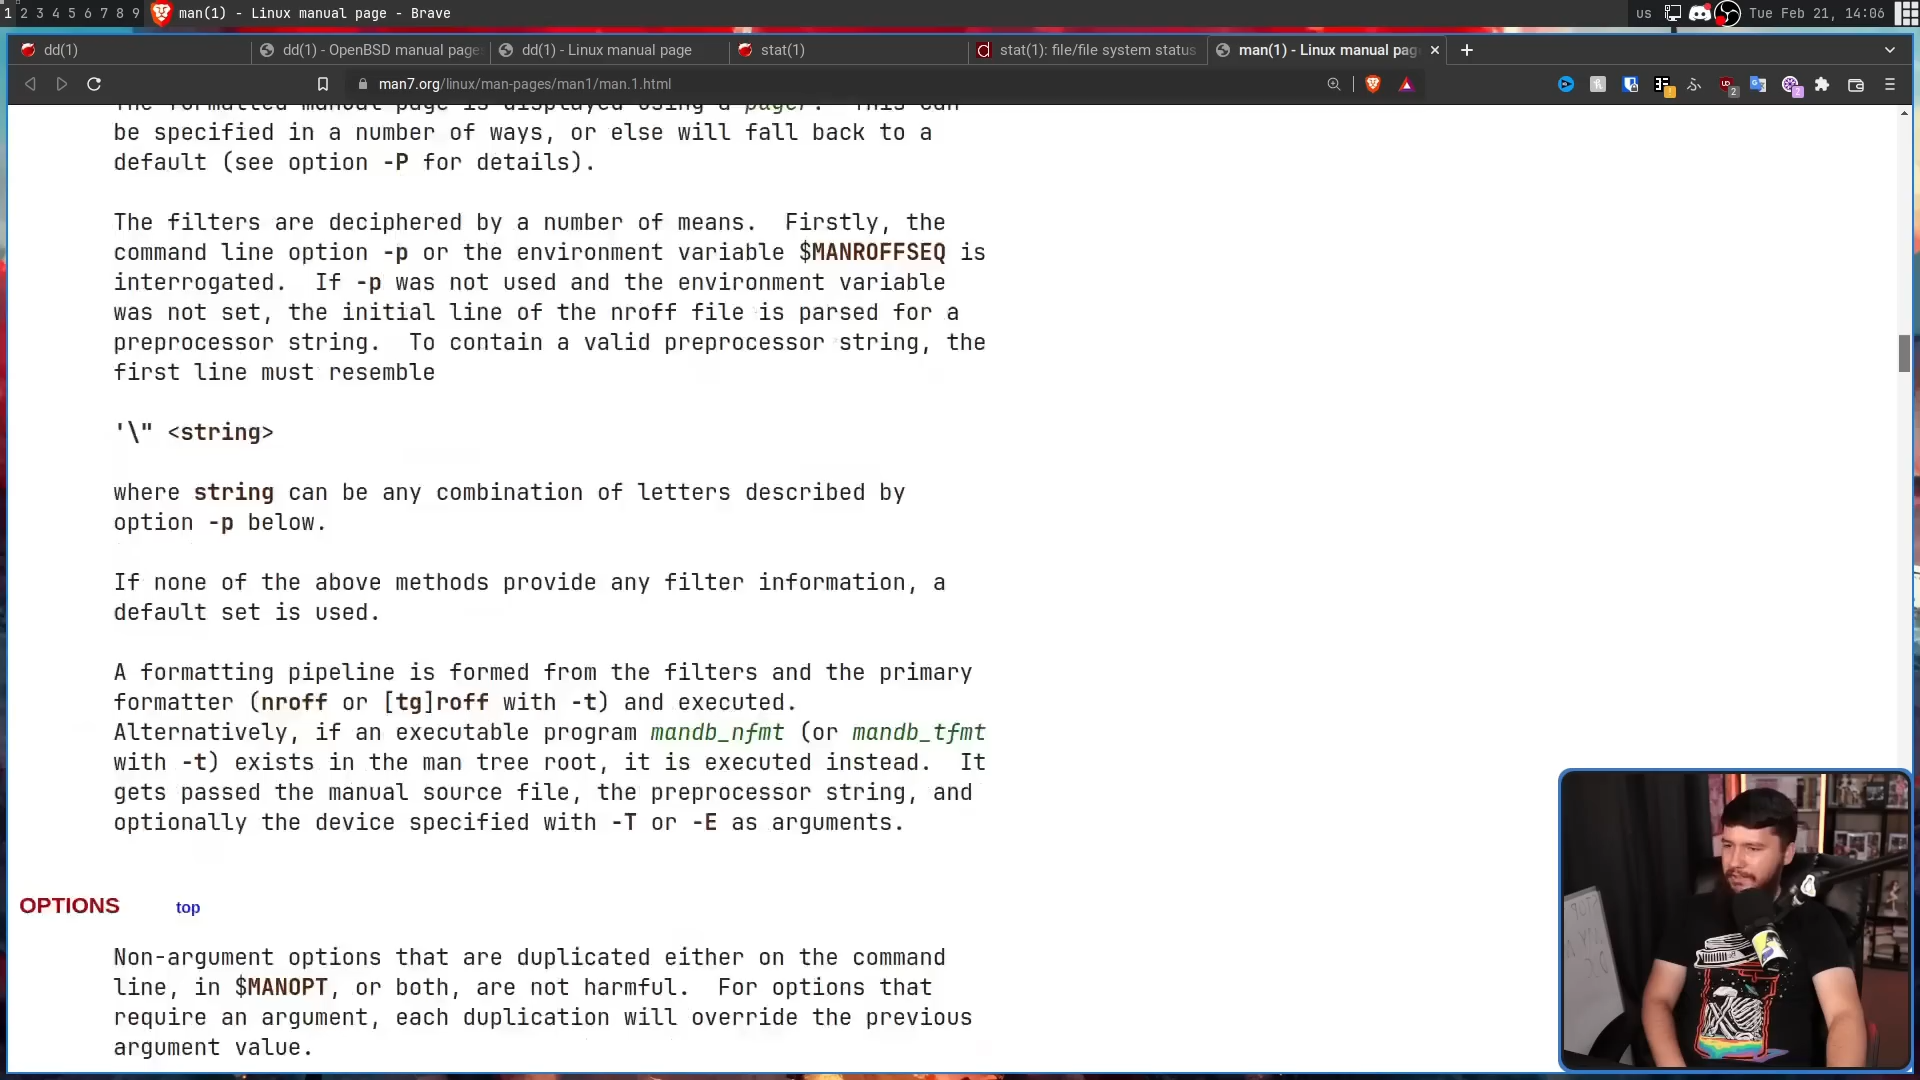 1 2 3 4 5 6 7 8 9 man(1) - Linux manual page - Brave us Tue Feb 21, 14:06
dd(1) dd(1) - OpenBSD manual page dd(1) - Linux manual page stat(1) stat(1): file/file system status man(1) - Linux manual pag
man7.org/linux/man-pages/man1/man.1.html
The formatted manual page is displayed using a pager. This can
be specified in a number of ways, or else will fall back to a
default (see option -P for details).
The filters are deciphered by a number of means. Firstly, the
command line option -p or the environment variable $MANROFFSEQ is
interrogated. If -p was not used and the environment variable
was not set, the initial line of the nroff file is parsed for a
preprocessor string. To contain a valid preprocessor string, the
first line must resemble
'\" <string>
where string can be any combination of letters described by
option -p below.
If none of the above methods provide any filter information, a
default set is used.
A formatting pipeline is formed from the filters and the primary
formatter (nroff or [tg]roff with -t) and executed.
Alternatively, if an executable program mandb_nfmt (or mandb_tfmt
with -t) exists in the man tree root, it is executed instead. It
gets passed the manual source file, the preprocessor string, and
optionally the device specified with -T or -E as arguments.
OPTIONS top
Non-argument options that are duplicated either on the command
line, in $MANOPT, or both, are not harmful. For options that
require an argument, each duplication will override the previous
argument value.